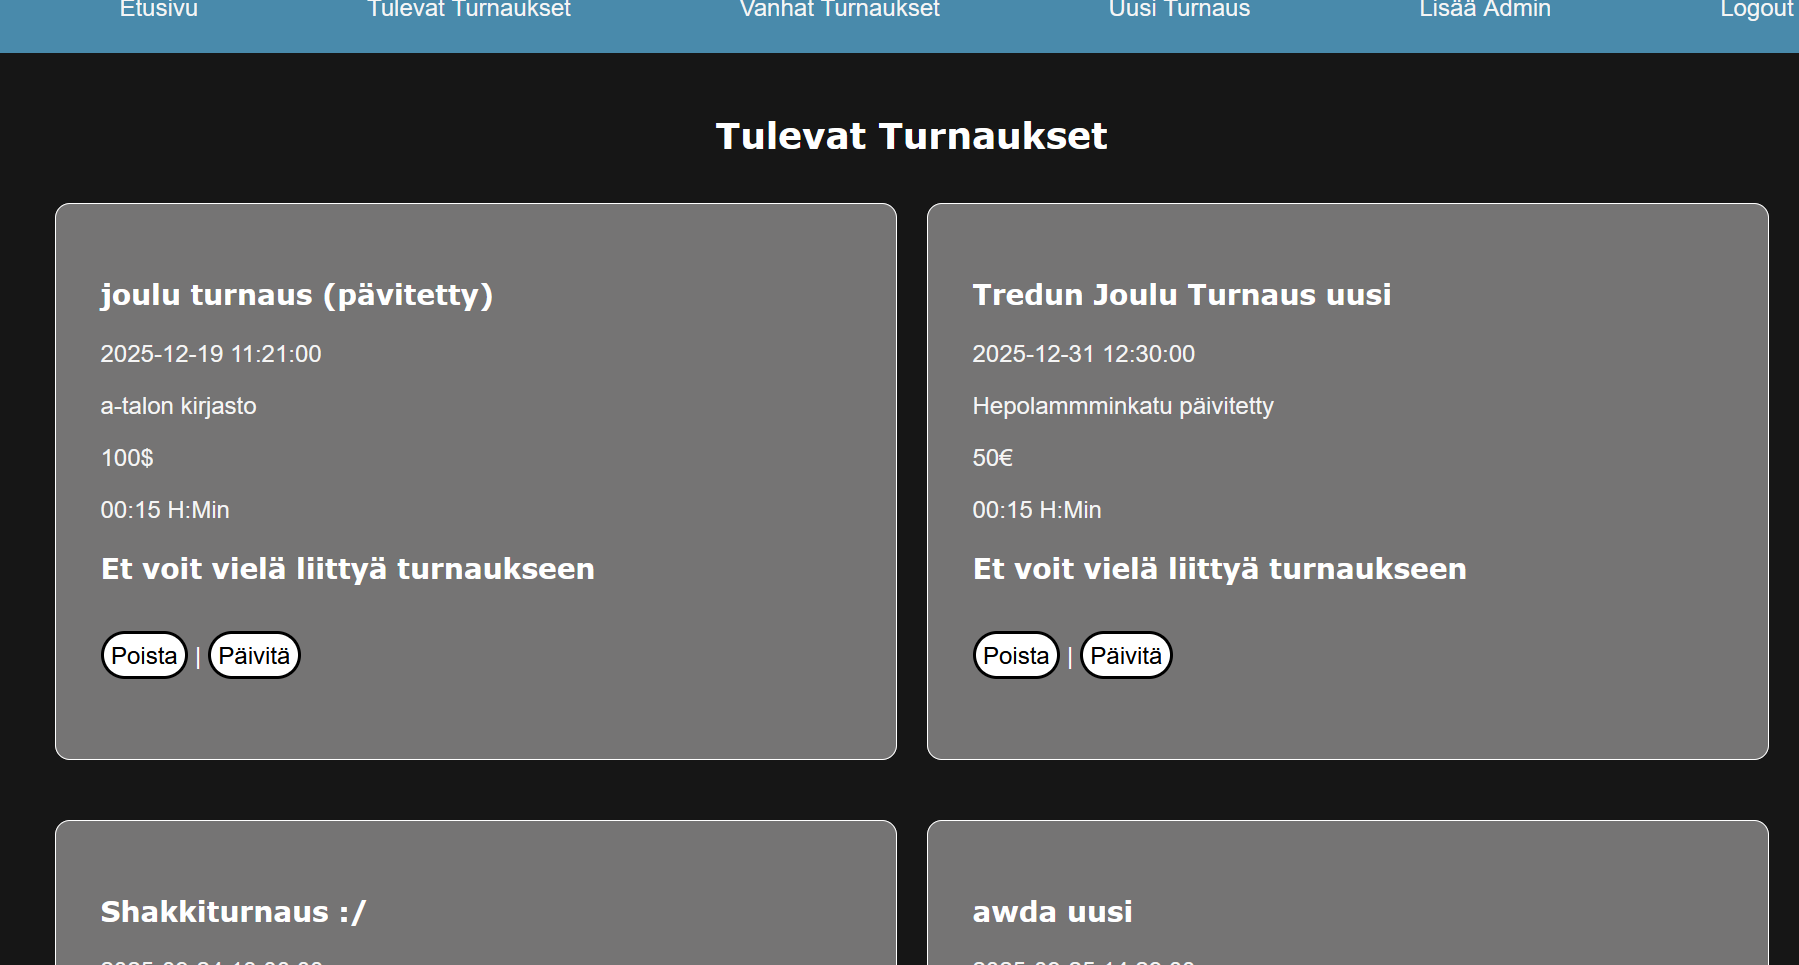 Etusivu Tulevat Turnaukset Vanhat Turnaukset Uusi Turnaus Lisää Admin Logout
Tulevat Turnaukset
joulu turnaus (pävitetty)
2025-12-19 11:21:00
a-talon kirjasto
100$
00:15 H:Min
Et voit vielä liittyä turnaukseen
Poista | Päivitä
Tredun Joulu Turnaus uusi
2025-12-31 12:30:00
Hepolammminkatu päivitetty
50€
00:15 H:Min
Et voit vielä liittyä turnaukseen
Poista | Päivitä
Shakkiturnaus :/
awda uusi